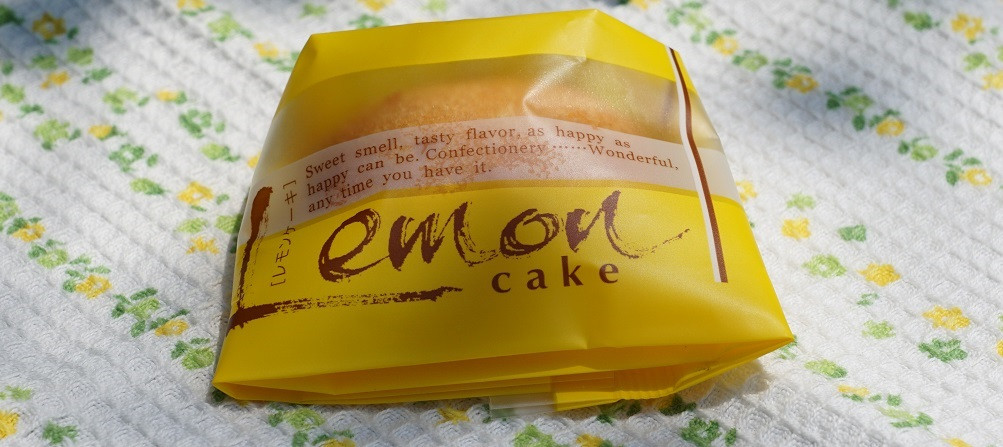 Sweet smell, tasty flavor, as happy as
happy can be. Confectionery ······Wonderful,
any time you have it.
[レモンケーキ]
Lemon
cake